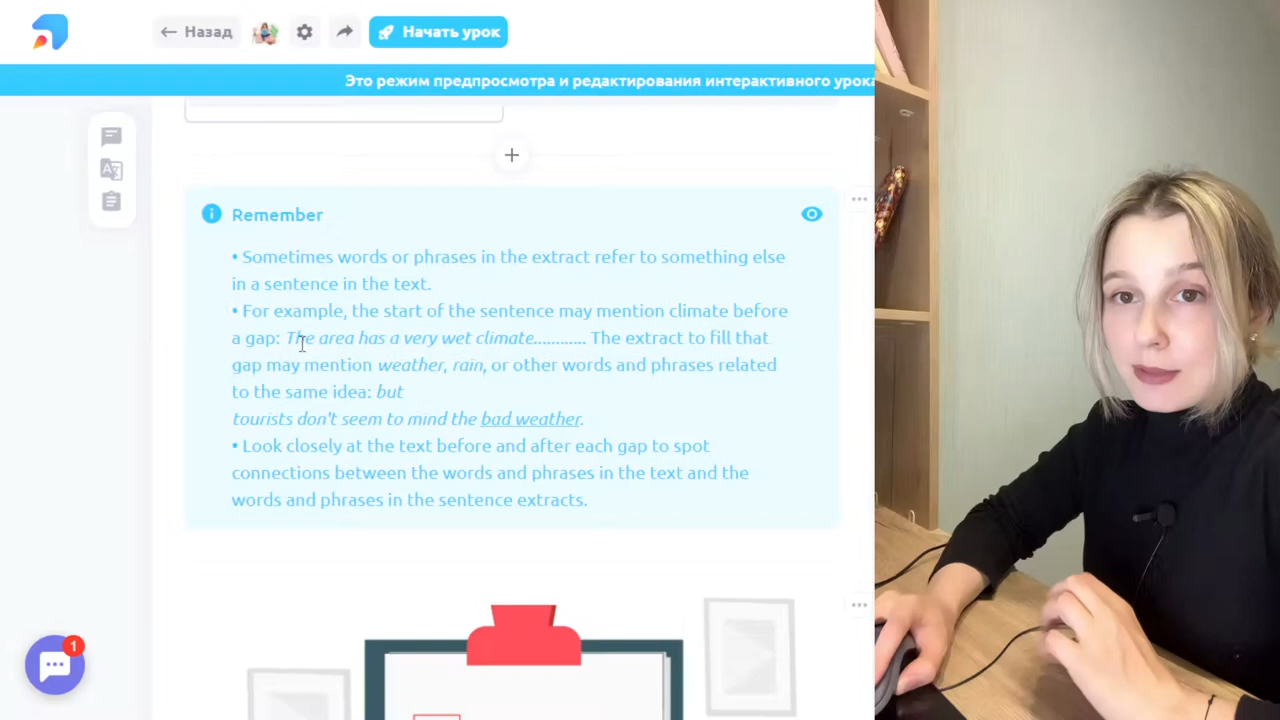 Назад
Начать урок
Это режим предпросмотра и редактирования интерактивного урока
Remember
• Sometimes words or phrases in the extract refer to something else
in a sentence in the text.
• For example, the start of the sentence may mention climate before
a gap: The area has a very wet climate............ The extract to fill that
gap may mention weather, rain, or other words and phrases related
to the same idea: but
tourists don't seem to mind the bad weather.
• Look closely at the text before and after each gap to spot
connections between the words and phrases in the text and the
words and phrases in the sentence extracts.
1